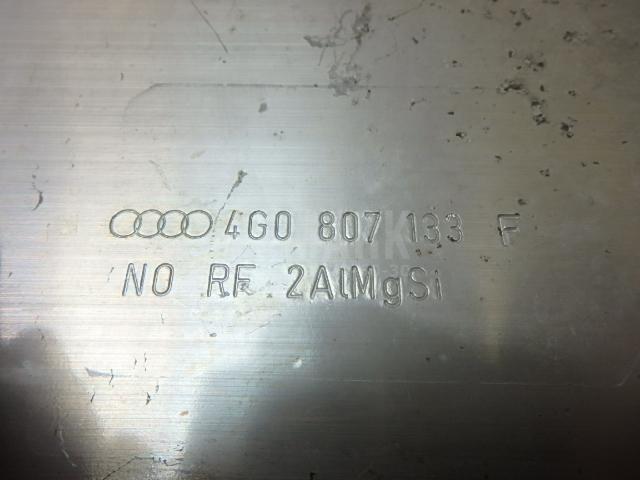 4G0 807 133 F
NO RF 2AlMgSi